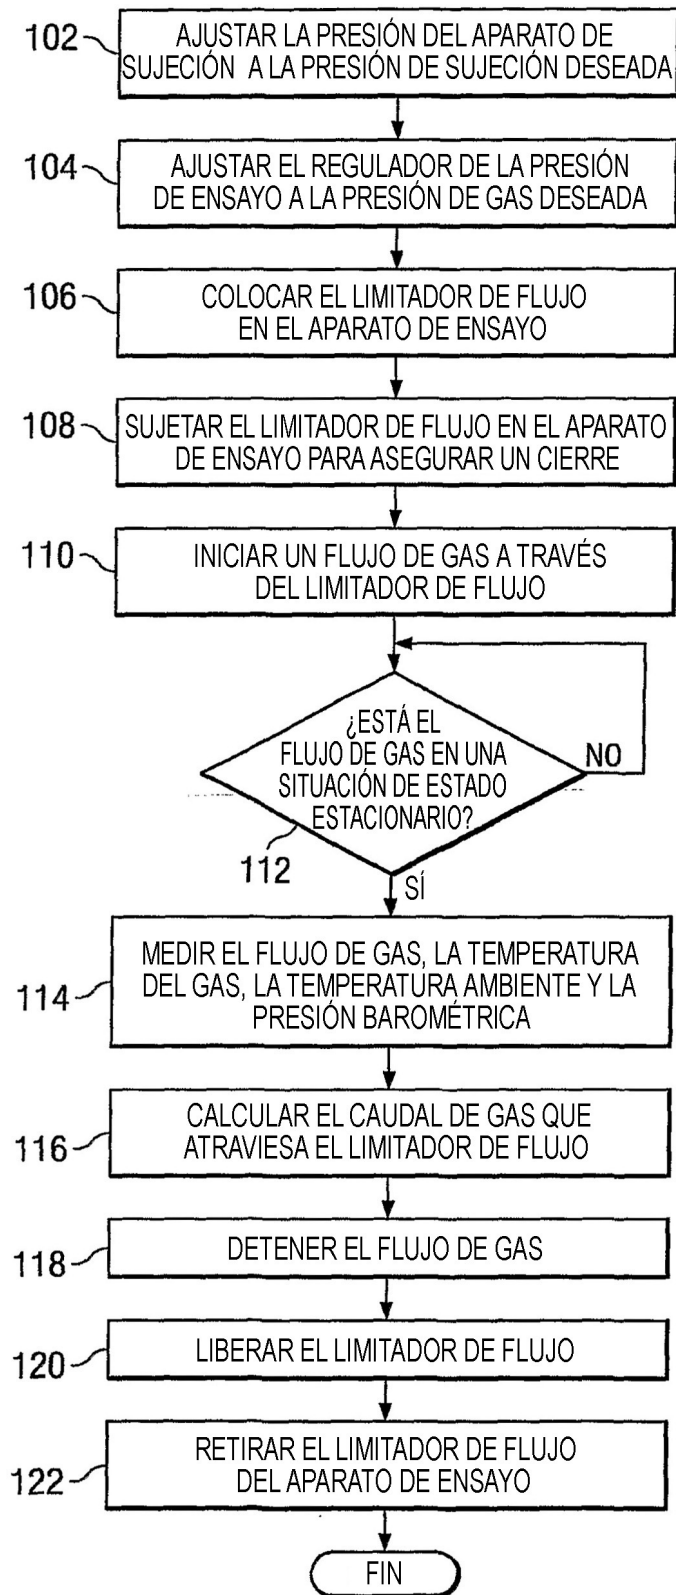 102
AJUSTAR LA PRESIÓN DEL APARATO DE
SUJECIÓN A LA PRESIÓN DE SUJECIÓN DESEADA
104
AJUSTAR EL REGULADOR DE LA PRESIÓN
DE ENSAYO A LA PRESIÓN DE GAS DESEADA
106
COLOCAR EL LIMITADOR DE FLUJO
EN EL APARATO DE ENSAYO
108
SUJETAR EL LIMITADOR DE FLUJO EN EL APARATO
DE ENSAYO PARA ASEGURAR UN CIERRE
110
INICIAR UN FLUJO DE GAS A TRAVÉS
DEL LIMITADOR DE FLUJO
¿ESTÁ EL
FLUJO DE GAS EN UNA
SITUACIÓN DE ESTADO
ESTACIONARIO?
NO
112
SÍ
114
MEDIR EL FLUJO DE GAS, LA TEMPERATURA
DEL GAS, LA TEMPERATURA AMBIENTE Y LA
PRESIÓN BAROMÉTRICA
116
CALCULAR EL CAUDAL DE GAS QUE
ATRAVIESA EL LIMITADOR DE FLUJO
118
DETENER EL FLUJO DE GAS
120
LIBERAR EL LIMITADOR DE FLUJO
122
RETIRAR EL LIMITADOR DE FLUJO
DEL APARATO DE ENSAYO
FIN